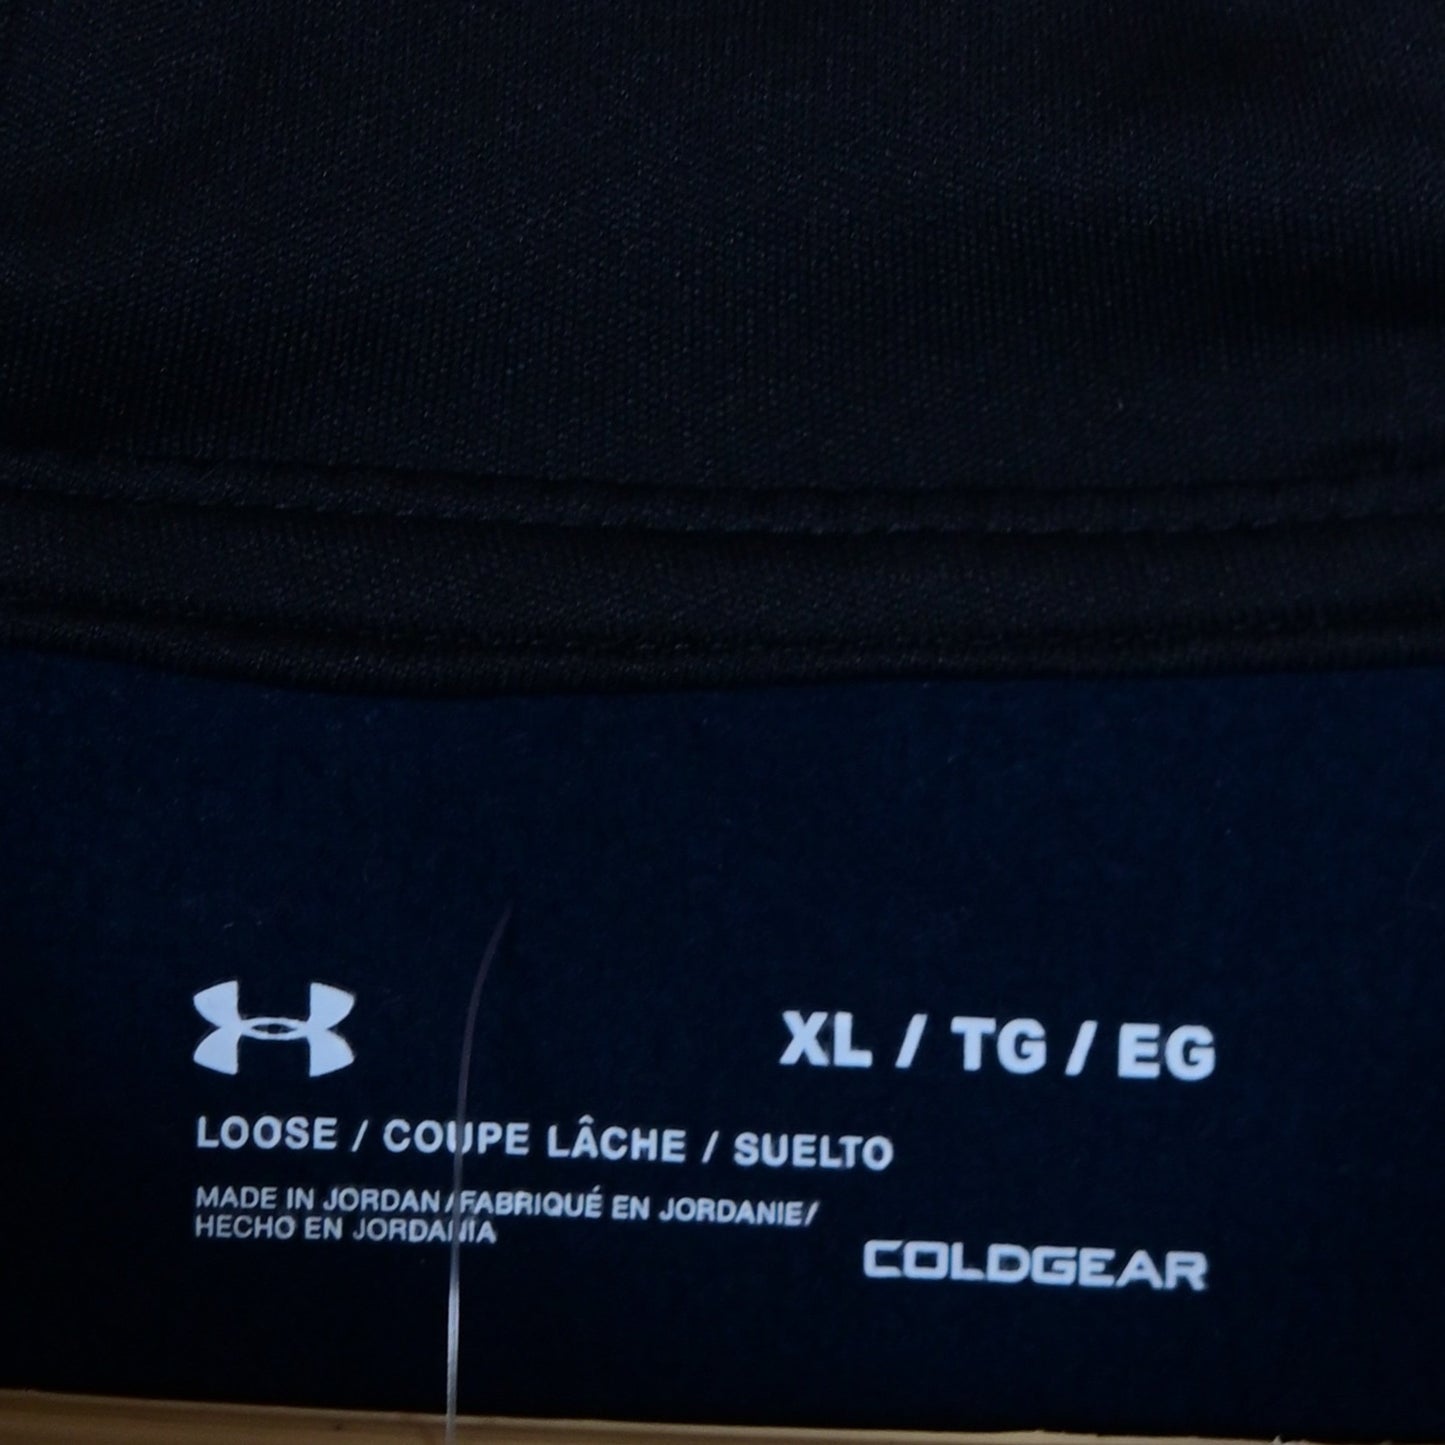 XL / TG / EG
LOOSE / COUPE LÂCHE / SUELTO
MADE IN JORDAN / FABRIQUÉ EN JORDANIE/
HECHO EN JORDANIA
COLDGEAR